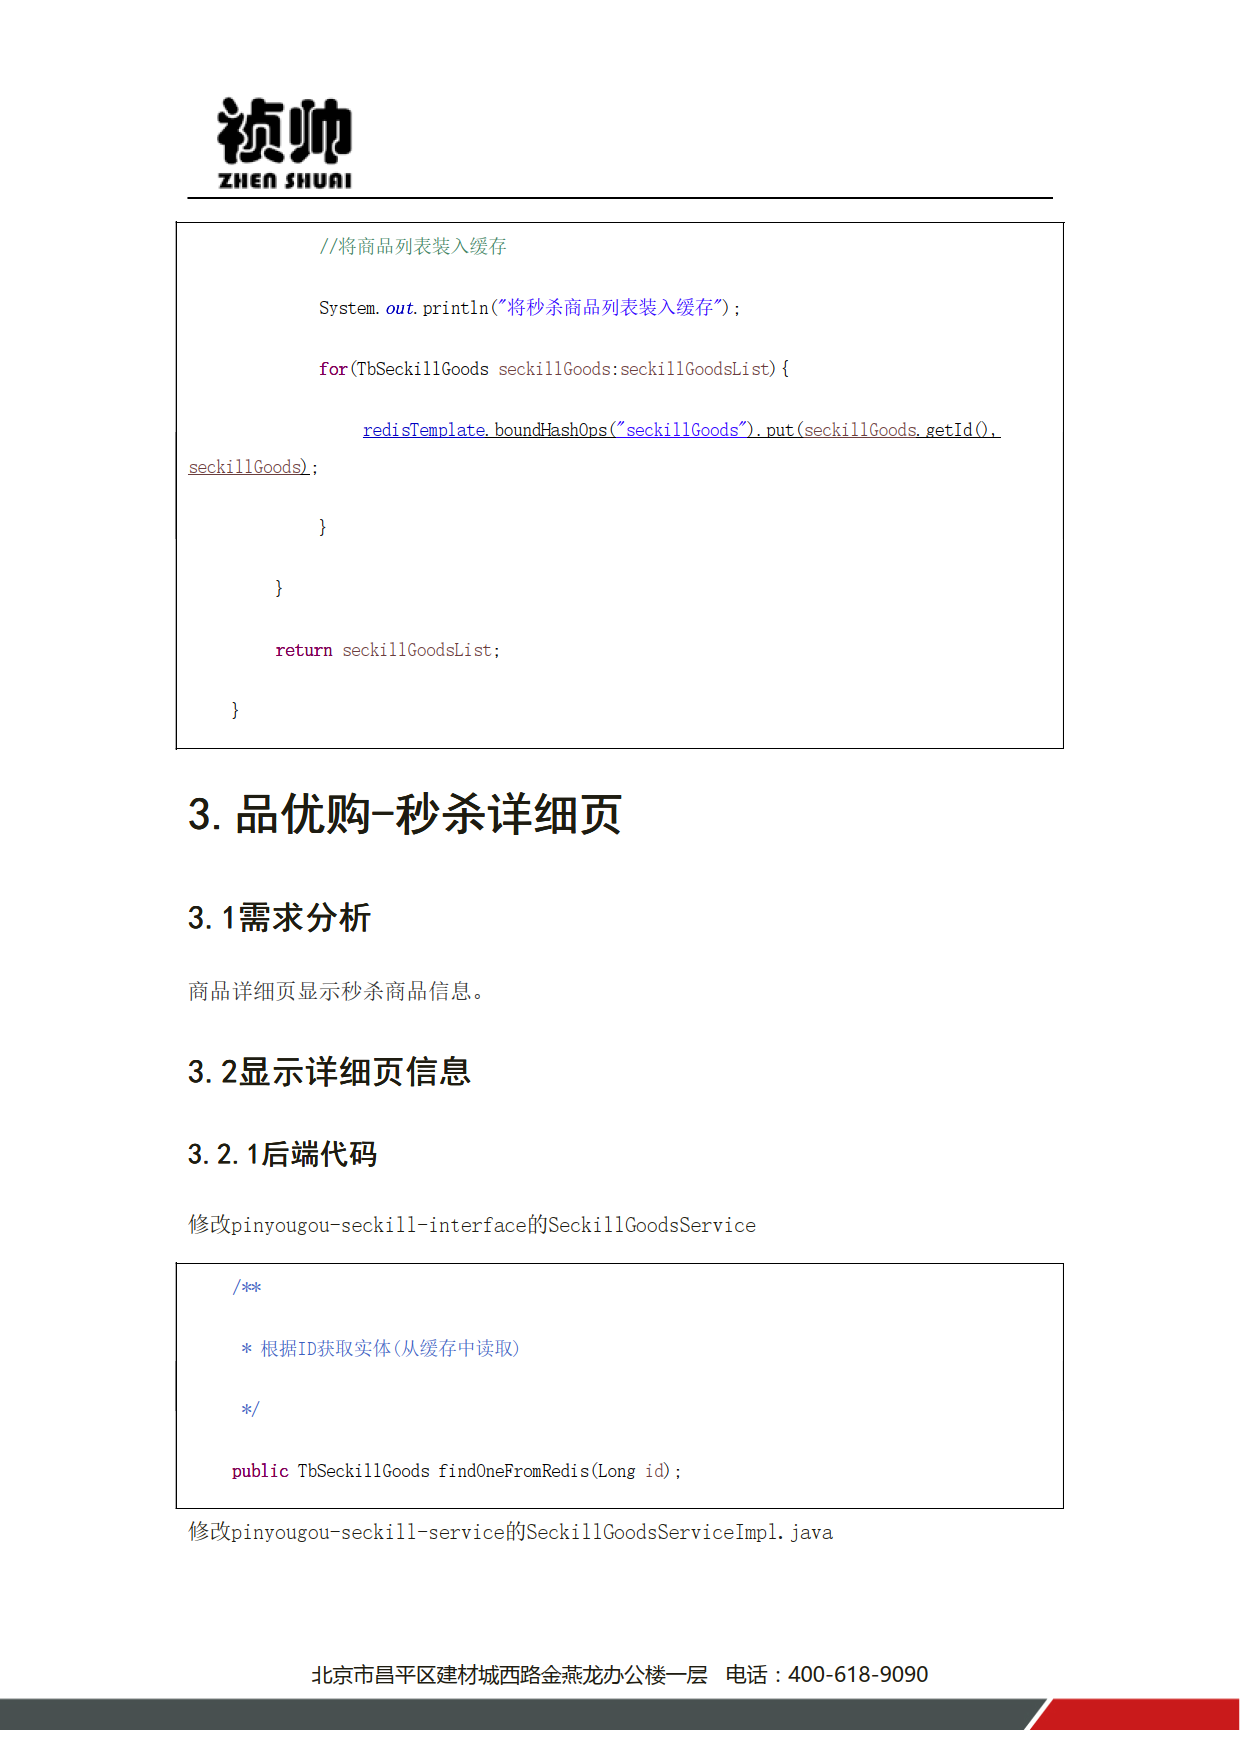 祯帅
ZHEN SHUAI
//将商品列表装入缓存
System.out.println("将秒杀商品列表装入缓存");
for(TbSeckillGoods seckillGoods:seckillGoodsList){
redisTemplate.boundHashOps("seckillGoods").put(seckillGoods.getId(),
seckillGoods);
}
}
return seckillGoodsList;
}
3.品优购-秒杀详细页
3.1需求分析
商品详细页显示秒杀商品信息。
3.2显示详细页信息
3.2.1后端代码
修改pinyougou-seckill-interface的SeckillGoodsService
/**
* 根据ID获取实体(从缓存中读取)
*/
public TbSeckillGoods findOneFromRedis(Long id);
修改pinyougou-seckill-service的SeckillGoodsServiceImpl.java
北京市昌平区建材城西路金燕龙办公楼一层 电话：400-618-9090